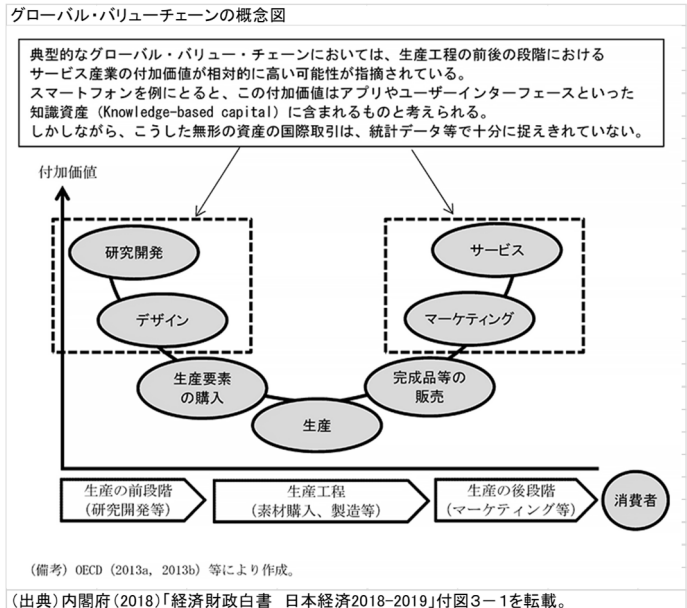 グローバル・バリューチェーンの概念図
典型的なグローバル・バリュー・チェーンにおいては、生産工程の前後の段階における
サービス産業の付加価値が相対的に高い可能性が指摘されている。
スマートフォンを例にとると、この付加価値はアプリやユーザーインターフェースといった
知識資産（Knowledge-based capital）に含まれるものと考えられる。
しかしながら、こうした無形の資産の国際取引は、統計データ等で十分に捉えきれていない。
付加価値
研究開発
サービス
デザイン
マーケティング
生産要素
の購入
完成品等の
販売
生産
生産の前段階
（研究開発等）
生産工程
（素材購入、製造等）
生産の後段階
（マーケティング等）
消費者
（備考）OECD（2013a, 2013b）等により作成。
（出典）内閣府（2018）「経済財政白書　日本経済2018-2019」付図３－１を転載。